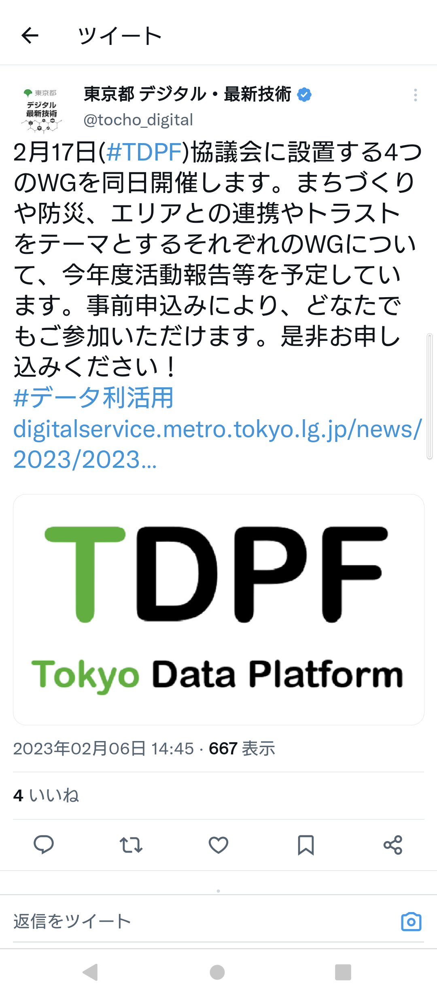 ツイート
東京都
デジタル
最新技術
東京都 デジタル・最新技術
@tocho_digital
2月17日(#TDPF)協議会に設置する4つ
のWGを同日開催します。まちづくり
や防災、エリアとの連携やトラスト
をテーマとするそれぞれのWGについ
て、今年度活動報告等を予定してい
ます。事前申込みにより、どなたで
もご参加いただけます。是非お申し
込みください！
#データ利活用
digitalservice.metro.tokyo.lg.jp/news/
2023/2023…
TDPF
Tokyo Data Platform
2023年02月06日 14:45 · 667 表示
4 いいね
返信をツイート